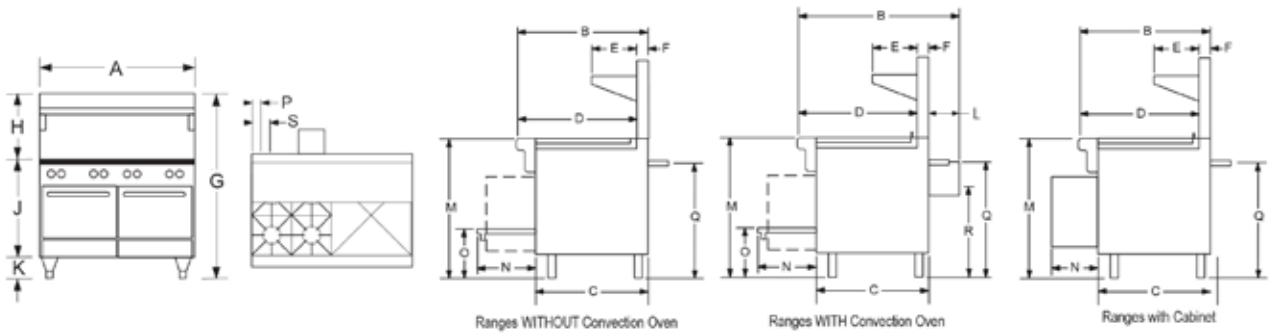 A
H
J
K
G
P
S
B
E
F
D
M
Q
O
N
C
Ranges WITHOUT Convection Oven
B
E
F
D
L
M
Q
R
O
N
C
Ranges WITH Convection Oven
B
E
F
D
M
Q
N
C
Ranges with Cabinet